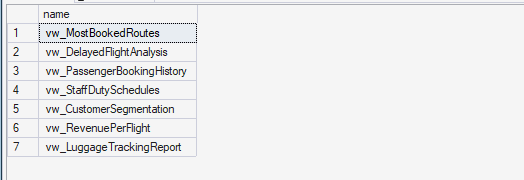 name
1 vw_MostBookedRoutes
2 vw_DelayedFlightAnalysis
3 vw_PassengerBookingHistory
4 vw_StaffDutySchedules
5 vw_CustomerSegmentation
6 vw_RevenuePerFlight
7 vw_LuggageTrackingReport